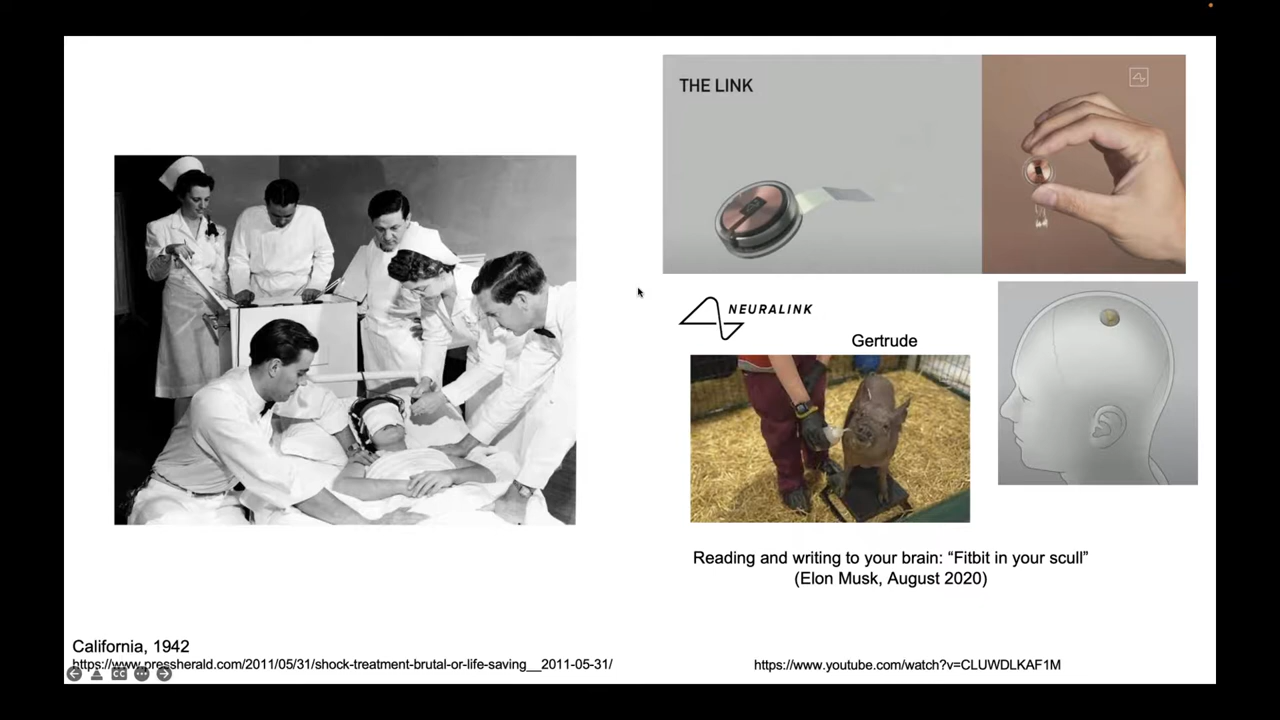 THE LINK
NEURALINK
Gertrude
Reading and writing to your brain: “Fitbit in your scull”
(Elon Musk, August 2020)
California, 1942
https://www.pressherald.com/2011/05/31/shock-treatment-brutal-or-life-saving__2011-05-31/
https://www.youtube.com/watch?v=CLUWDLKAF1M
CC